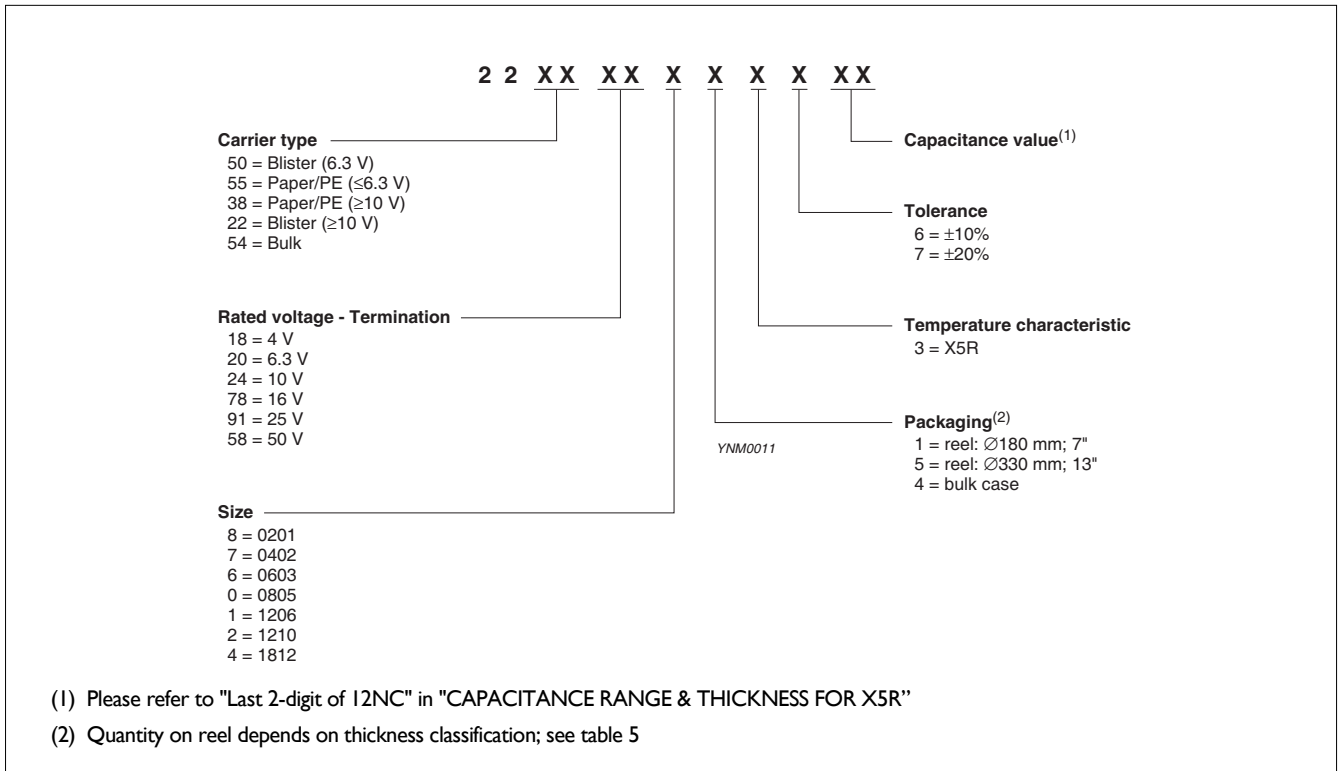 2 2 XX XX X X X X XX
Carrier type
50 = Blister (6.3 V)
55 = Paper/PE (≤6.3 V)
38 = Paper/PE (≥10 V)
22 = Blister (≥10 V)
54 = Bulk
Rated voltage - Termination
18 = 4 V
20 = 6.3 V
24 = 10 V
78 = 16 V
91 = 25 V
58 = 50 V
Size
8 = 0201
7 = 0402
6 = 0603
0 = 0805
1 = 1206
2 = 1210
4 = 1812
Capacitance value(1)
Tolerance
6 = ±10%
7 = ±20%
Temperature characteristic
3 = X5R
Packaging(2)
1 = reel: ∅180 mm; 7"
5 = reel: ∅330 mm; 13"
4 = bulk case
YNM0011
(1) Please refer to "Last 2-digit of 12NC" in "CAPACITANCE RANGE & THICKNESS FOR X5R”
(2) Quantity on reel depends on thickness classification; see table 5